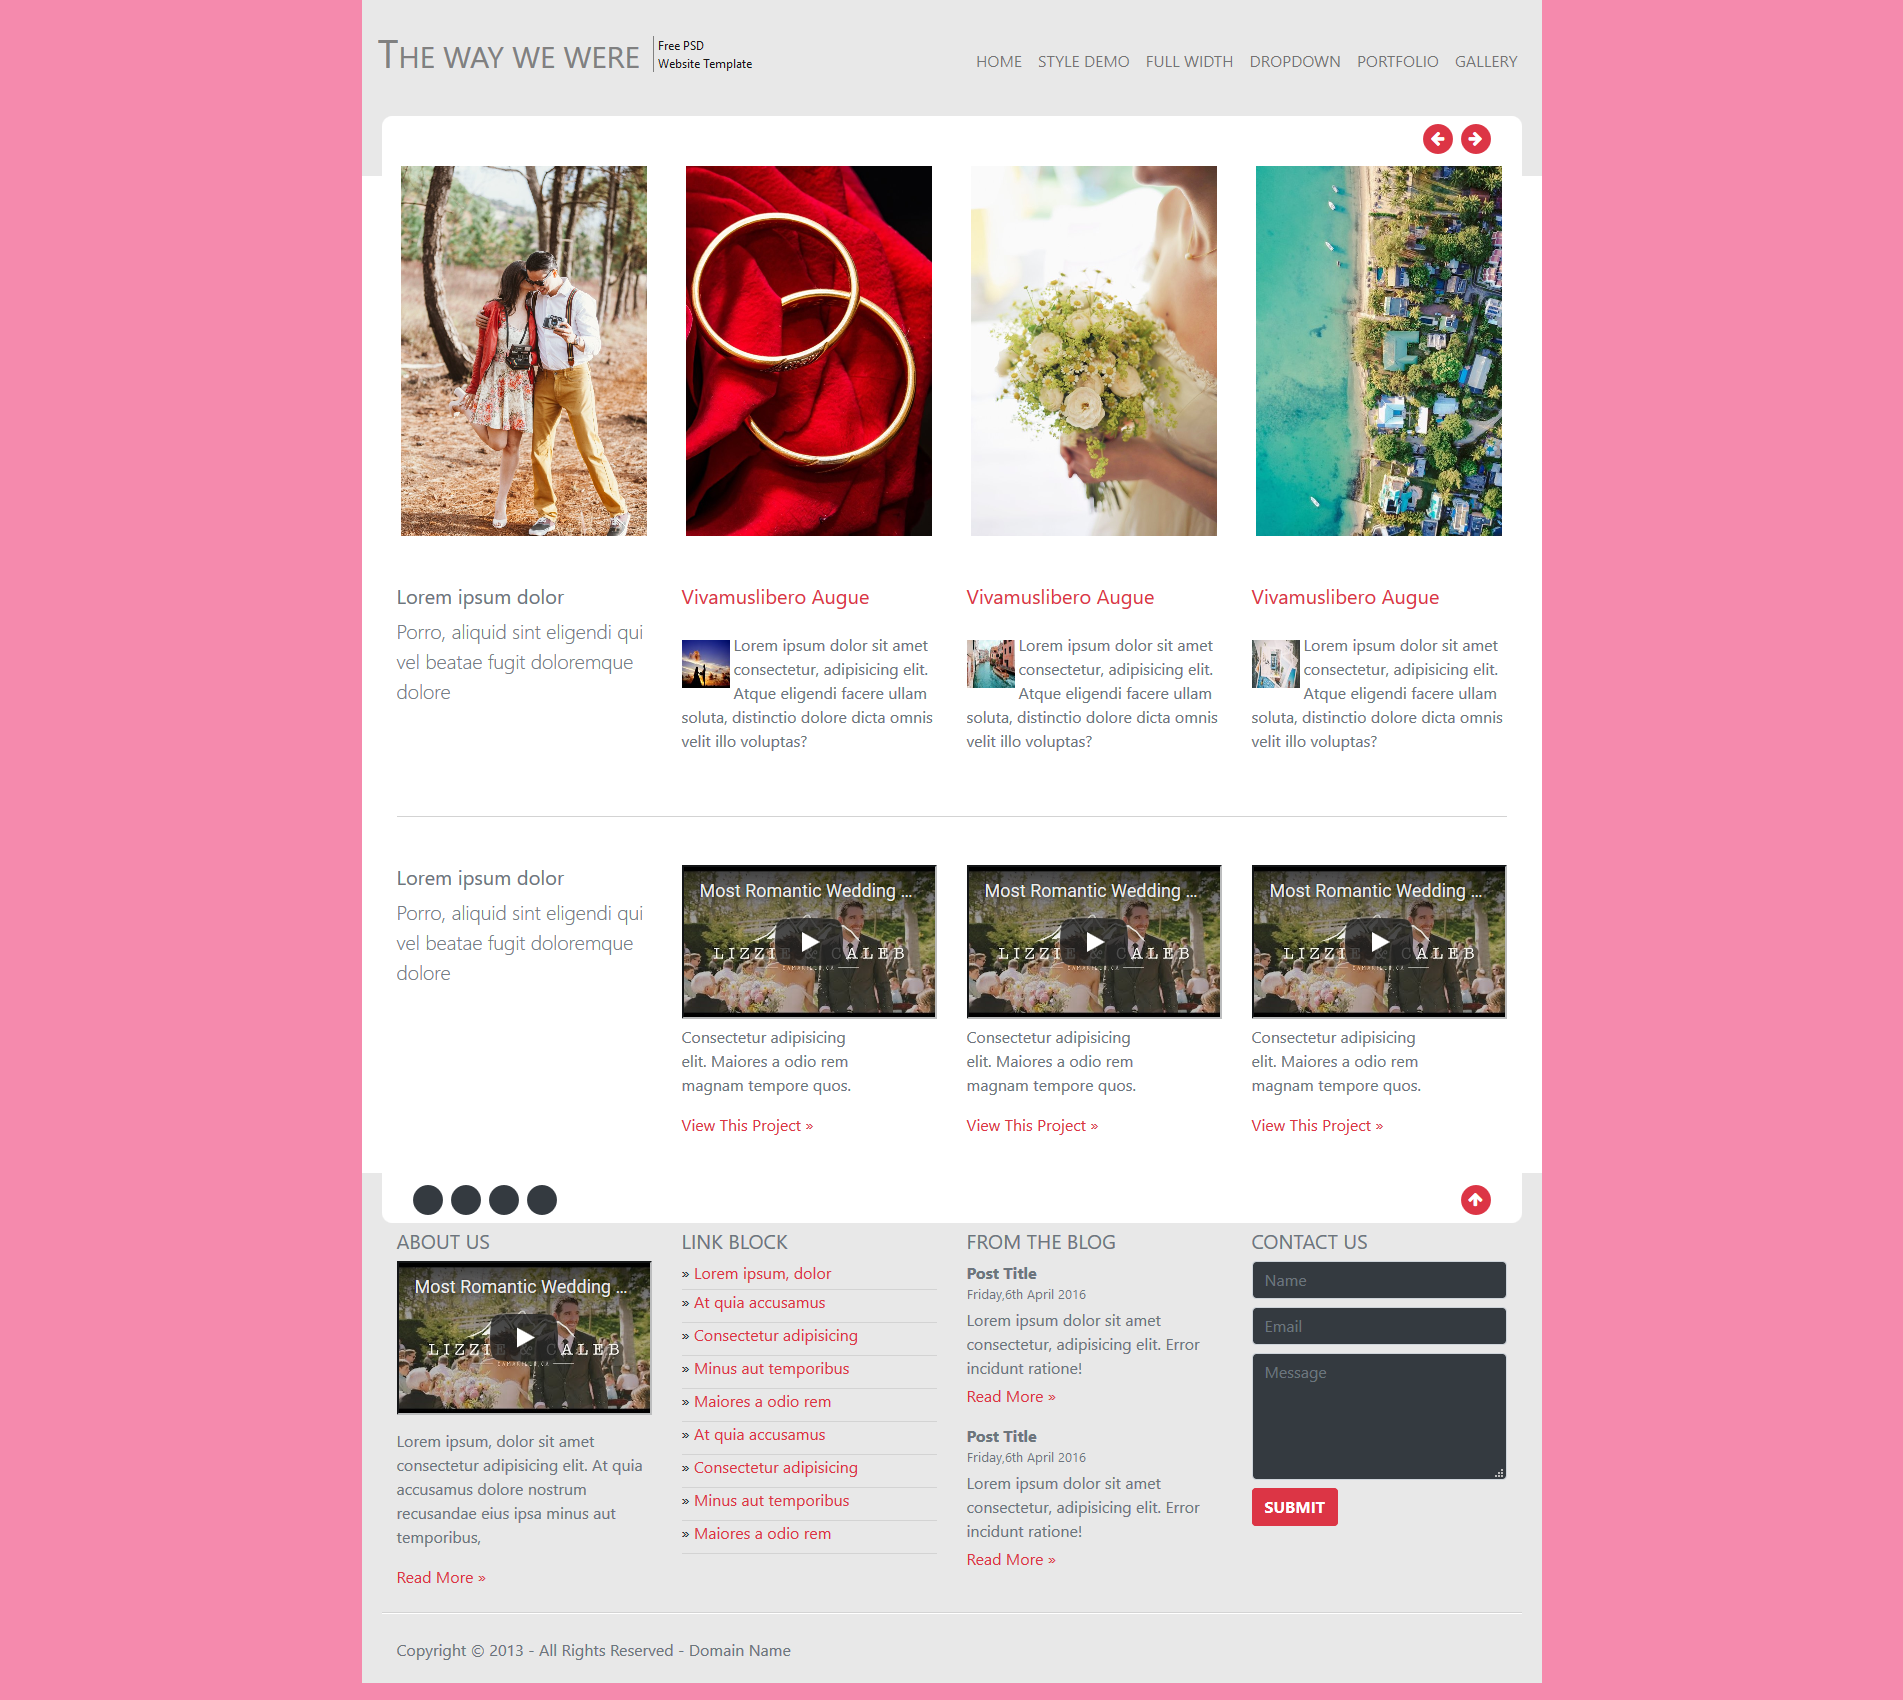 THE WAY WE WERE
Free PSD
Website Template
HOME STYLE DEMO FULL WIDTH DROPDOWN PORTFOLIO GALLERY
Lorem ipsum dolor
Porro, aliquid sint eligendi qui
vel beatae fugit doloremque
dolore
Vivamuslibero Augue
Lorem ipsum dolor sit amet
consectetur, adipisicing elit.
Atque eligendi facere ullam
soluta, distinctio dolore dicta omnis
velit illo voluptas?
Vivamuslibero Augue
Lorem ipsum dolor sit amet
consectetur, adipisicing elit.
Atque eligendi facere ullam
soluta, distinctio dolore dicta omnis
velit illo voluptas?
Vivamuslibero Augue
Lorem ipsum dolor sit amet
consectetur, adipisicing elit.
Atque eligendi facere ullam
soluta, distinctio dolore dicta omnis
velit illo voluptas?
Lorem ipsum dolor
Porro, aliquid sint eligendi qui
vel beatae fugit doloremque
dolore
Most Romantic Wedding ...
LIZZIE & CALEB
Consectetur adipisicing
elit. Maiores a odio rem
magnam tempore quos.
View This Project »
Most Romantic Wedding ...
LIZZIE & CALEB
Consectetur adipisicing
elit. Maiores a odio rem
magnam tempore quos.
View This Project »
Most Romantic Wedding ...
LIZZIE & CALEB
Consectetur adipisicing
elit. Maiores a odio rem
magnam tempore quos.
View This Project »
ABOUT US
Most Romantic Wedding ...
LIZZIE & CALEB
Lorem ipsum, dolor sit amet
consectetur adipisicing elit. At quia
accusamus dolore nostrum
recusandae eius ipsa minus aut
temporibus,
Read More »
LINK BLOCK
» Lorem ipsum, dolor
» At quia accusamus
» Consectetur adipisicing
» Minus aut temporibus
» Maiores a odio rem
» At quia accusamus
» Consectetur adipisicing
» Minus aut temporibus
» Maiores a odio rem
FROM THE BLOG
Post Title
Friday,6th April 2016
Lorem ipsum dolor sit amet
consectetur, adipisicing elit. Error
incidunt ratione!
Read More »
Post Title
Friday,6th April 2016
Lorem ipsum dolor sit amet
consectetur, adipisicing elit. Error
incidunt ratione!
Read More »
CONTACT US
Name
Email
Message
SUBMIT
Copyright © 2013 - All Rights Reserved - Domain Name